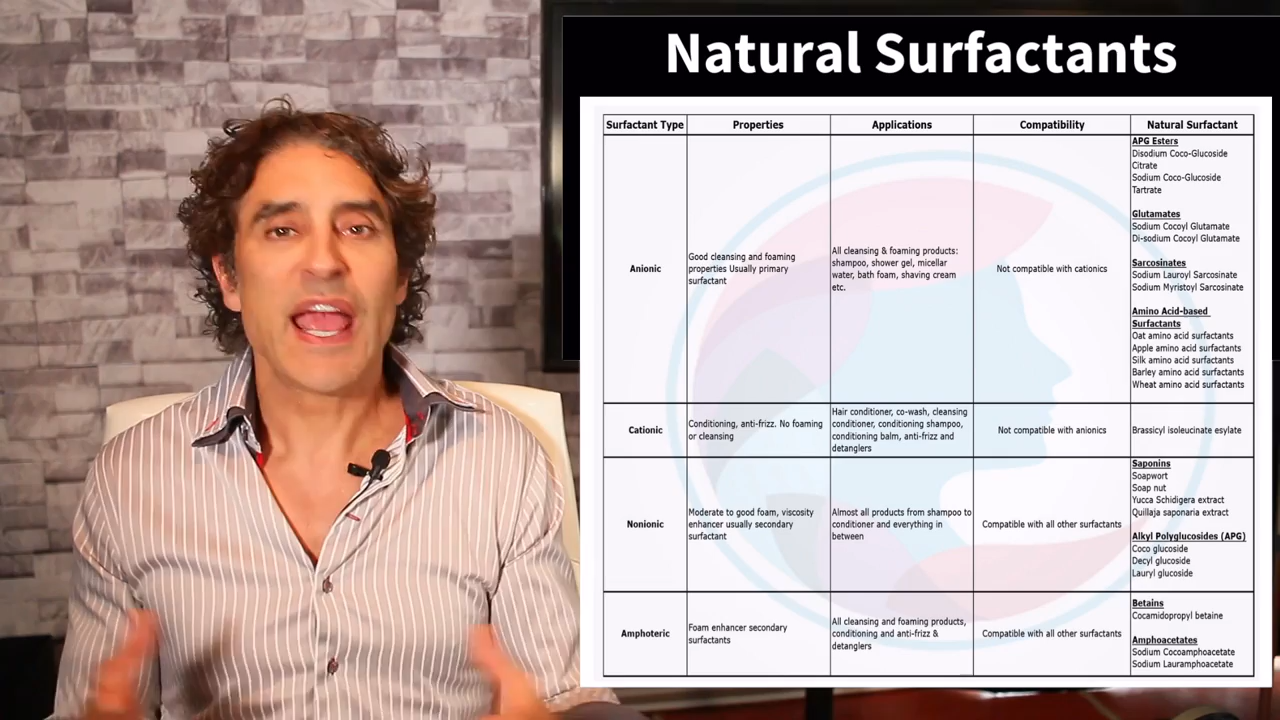 Natural Surfactants
Surfactant Type Properties Applications Compatibility Natural Surfactant
Anionic
Good cleansing and foaming
properties Usually primary
surfactant
All cleansing & foaming products:
shampoo, shower gel, micellar
water, bath foam, shaving cream
etc.
Not compatible with cationics
APG Esters
Disodium Coco-Glucoside
Citrate
Sodium Coco-Glucoside
Tartrate
Glutamates
Sodium Cocoyl Glutamate
Di-sodium Cocoyl Glutamate
Sarcosinates
Sodium Lauroyl Sarcosinate
Sodium Myristoyl Sarcosinate
Amino Acid-based
Surfactants
Oat amino acid surfactants
Apple amino acid surfactants
Silk amino acid surfactants
Barley amino acid surfactants
Wheat amino acid surfactants
Cationic
Conditioning, anti-frizz. No foaming
or cleansing
Hair conditioner, co-wash, cleansing
conditioner, conditioning shampoo,
conditioning balm, anti-frizz and
detanglers
Not compatible with anionics
Brassicyl isoleucinate esylate
Nonionic
Moderate to good foam, viscosity
enhancer usually secondary
surfactant
Almost all products from shampoo to
conditioner and everything in
between
Compatible with all other surfactants
Saponins
Soapwort
Soap nut
Yucca Schidigera extract
Quillaja saponaria extract
Alkyl Polyglucosides (APG)
Coco glucoside
Decyl glucoside
Lauryl glucoside
Amphoteric
Foam enhancer secondary
surfactants
All cleansing and foaming products,
conditioning and anti-frizz &
detanglers
Compatible with all other surfactants
Betains
Cocamidopropyl betaine
Amphoacetates
Sodium Cocoamphoacetate
Sodium Lauramphoacetate